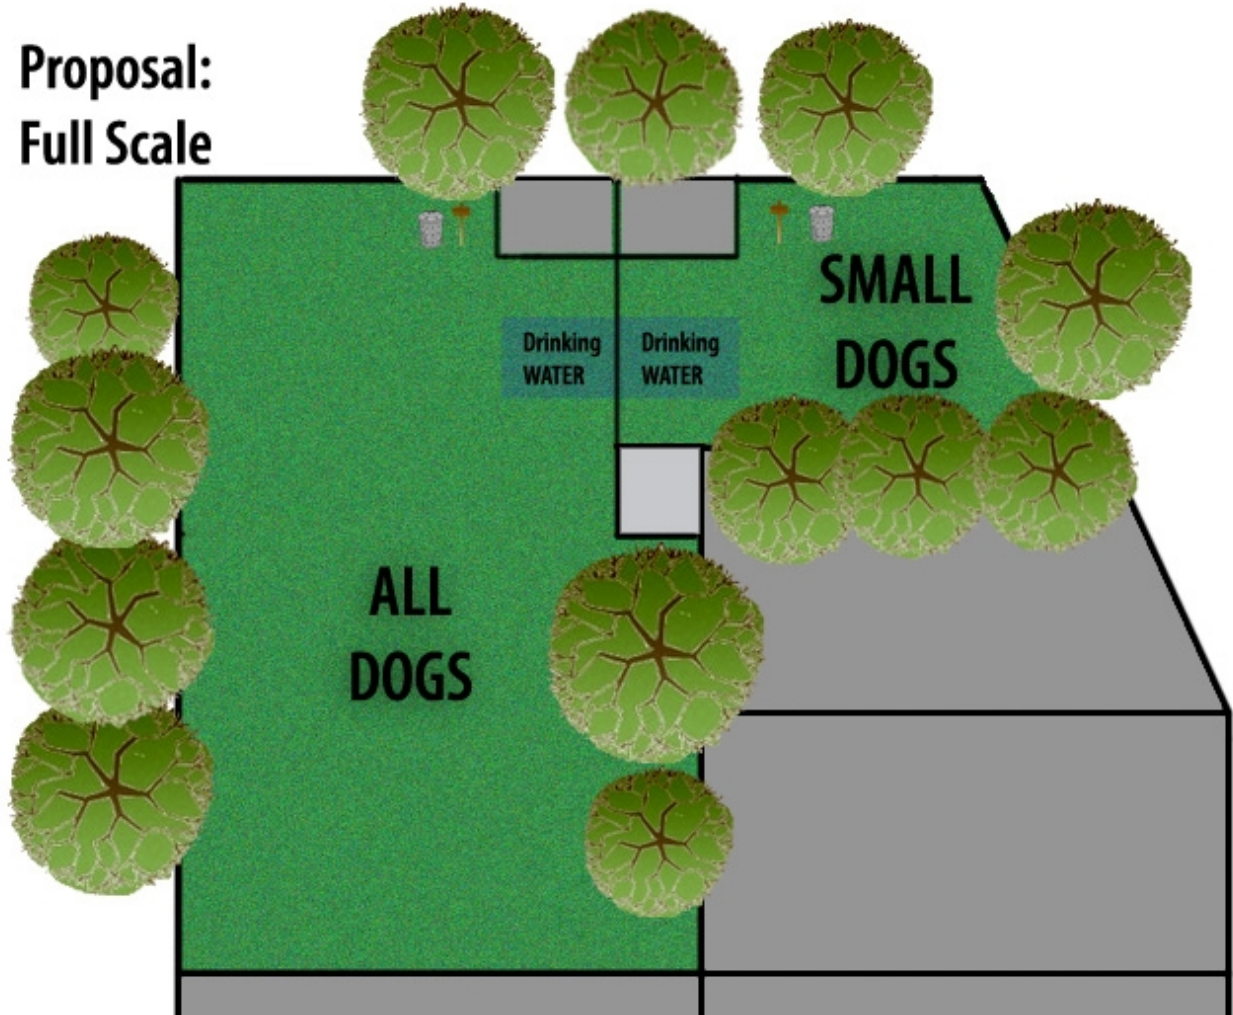 Proposal:
Full Scale
SMALL
DOGS
Drinking
WATER
Drinking
WATER
ALL
DOGS